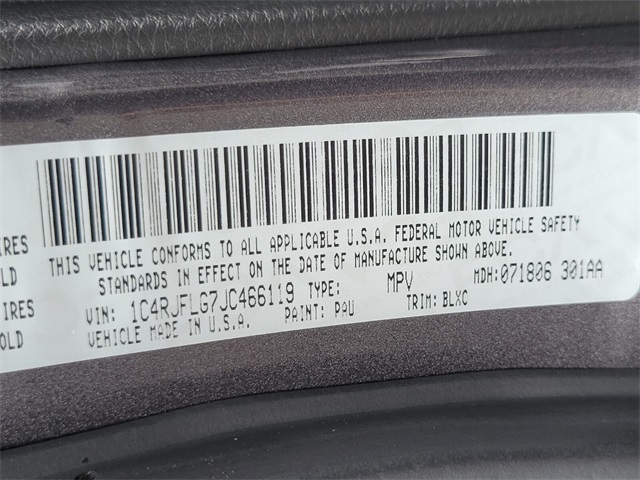 IRES
OLD
IRES
OLD
THIS VEHICLE CONFORMS TO ALL APPLICABLE U.S.A. FEDERAL MOTOR VEHICLE SAFETY
STANDARDS IN EFFECT ON THE DATE OF MANUFACTURE SHOWN ABOVE.
VIN: 1C4RJFLG7JC466119 TYPE: MPV MDH:071806 301AA
VEHICLE MADE IN U.S.A. PAINT: PAU TRIM: BLXC